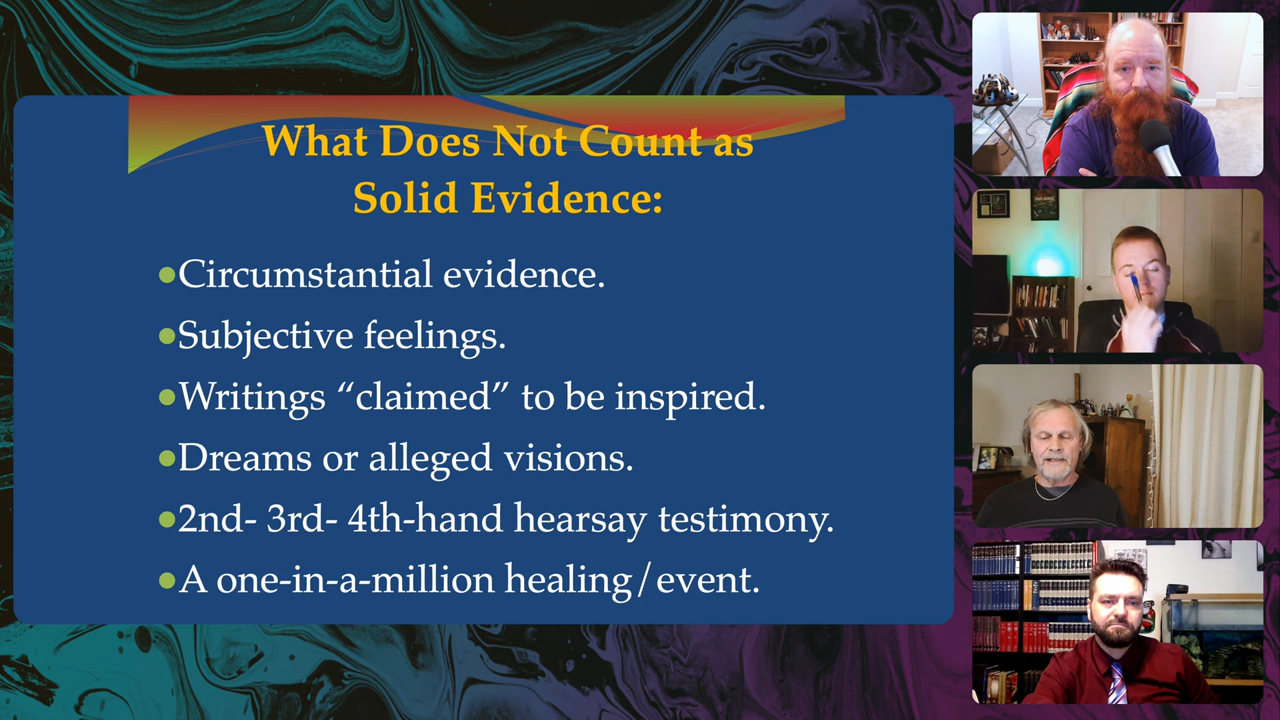 What Does Not Count as
Solid Evidence:
●Circumstantial evidence.
●Subjective feelings.
●Writings “claimed” to be inspired.
●Dreams or alleged visions.
●2nd- 3rd- 4th-hand hearsay testimony.
●A one-in-a-million healing/event.